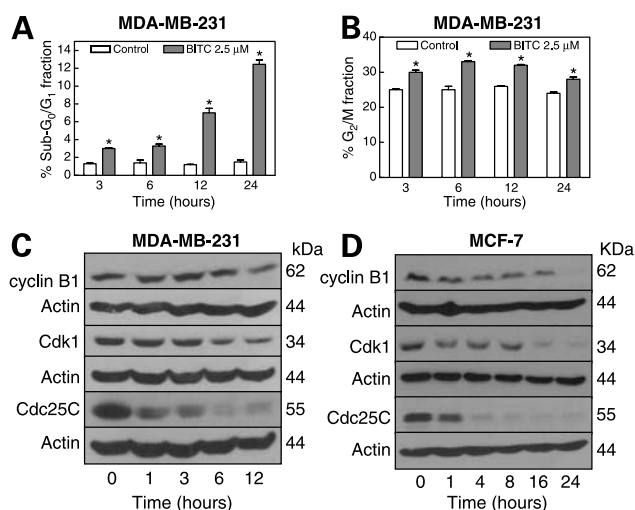 A
MDA-MB-231
Control BITC 2.5 μM
% Sub-G0/G1 fraction
14
12
10
8
6
4
2
0
* * * *
3 6 12 24
Time (hours)
B
MDA-MB-231
Control BITC 2.5 μM
% G2/M fraction
40
30
20
10
0
* * * *
3 6 12 24
Time (hours)
C
MDA-MB-231
kDa
cyclin B1 62
Actin 44
Cdk1 34
Actin 44
Cdc25C 55
Actin 44
0 1 3 6 12
Time (hours)
D
MCF-7
KDa
cyclin B1 62
Actin 44
Cdk1 34
Actin 44
Cdc25C 55
Actin 44
0 1 4 8 16 24
Time (hours)